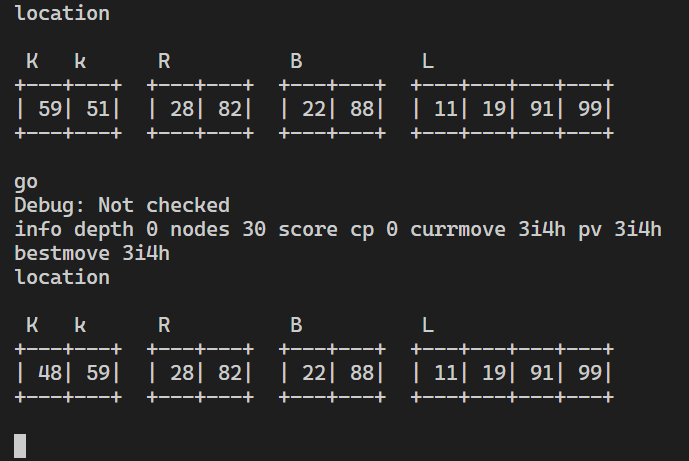 location

 K   k      R          B          L
+---+---+  +---+---+  +---+---+  +---+---+---+---+
| 59| 51|  | 28| 82|  | 22| 88|  | 11| 19| 91| 99|
+---+---+  +---+---+  +---+---+  +---+---+---+---+

go
Debug: Not checked
info depth 0 nodes 30 score cp 0 currmove 3i4h pv 3i4h
bestmove 3i4h
location

 K   k      R          B          L
+---+---+  +---+---+  +---+---+  +---+---+---+---+
| 48| 59|  | 28| 82|  | 22| 88|  | 11| 19| 91| 99|
+---+---+  +---+---+  +---+---+  +---+---+---+---+